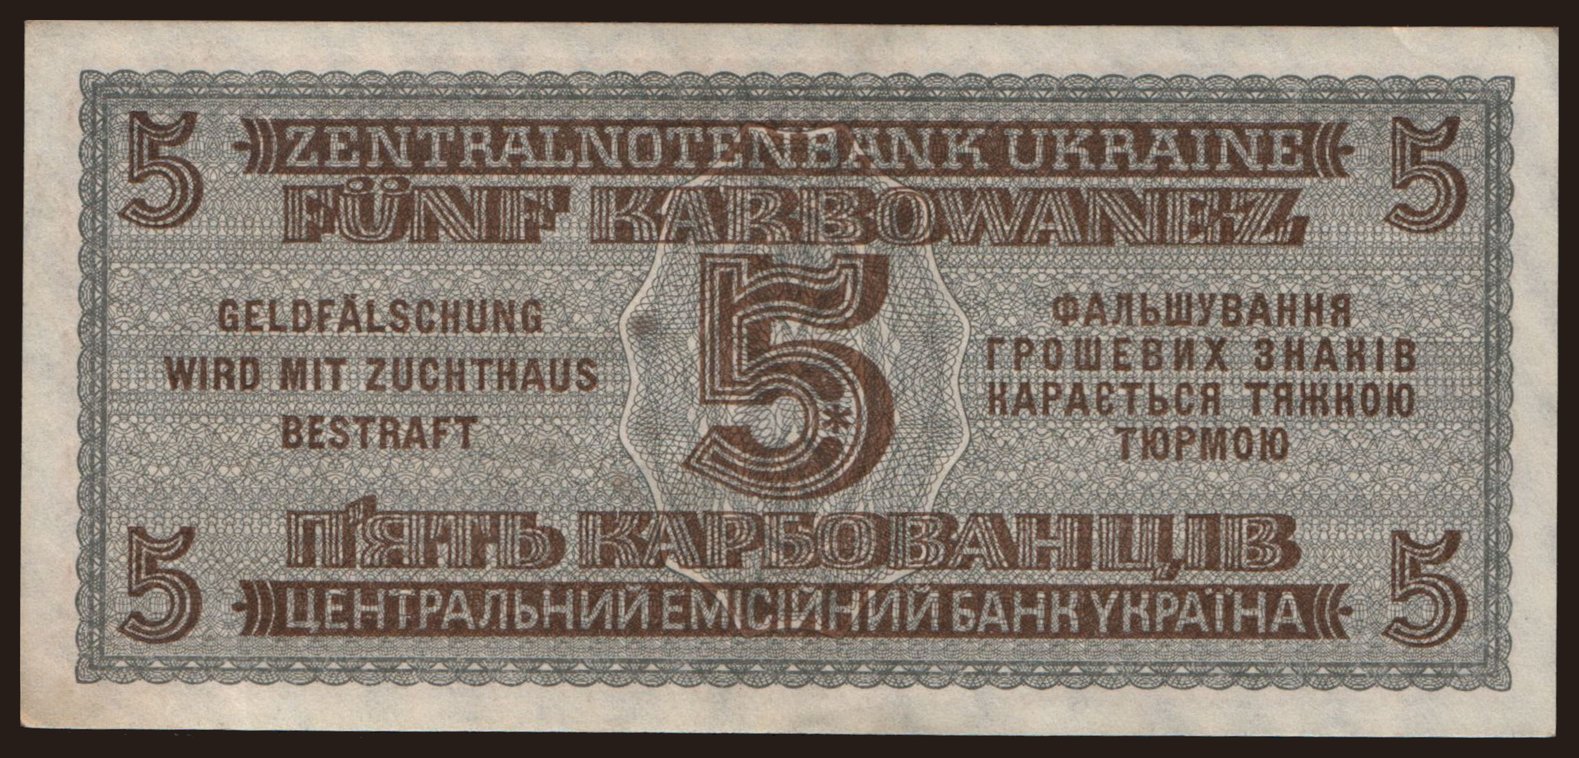 5 ZENTRALNOTENBANK UKRAINE 5
FÜNF KARBOWANEZ
5
GELDFÄLSCHUNG
WIRD MIT ZUCHTHAUS
BESTRAFT
ФАЛЬШУВАННЯ
ГРОШЕВИХ ЗНАКІВ
КАРАЄТЬСЯ ТЯЖКОЮ
ТЮРМОЮ
П'ЯТЬ КАРБОВАНЦІВ
5 ЦЕНТРАЛЬНИЙ ЕМІСІЙНИЙ БАНК УКРАЇНА 5